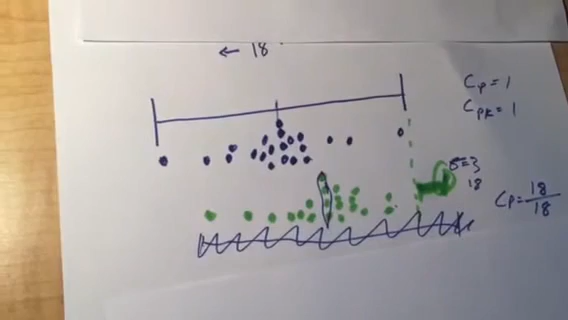 ← 18
Cp = 1
CpK = 1
σ=3
18
Cp = 18/18